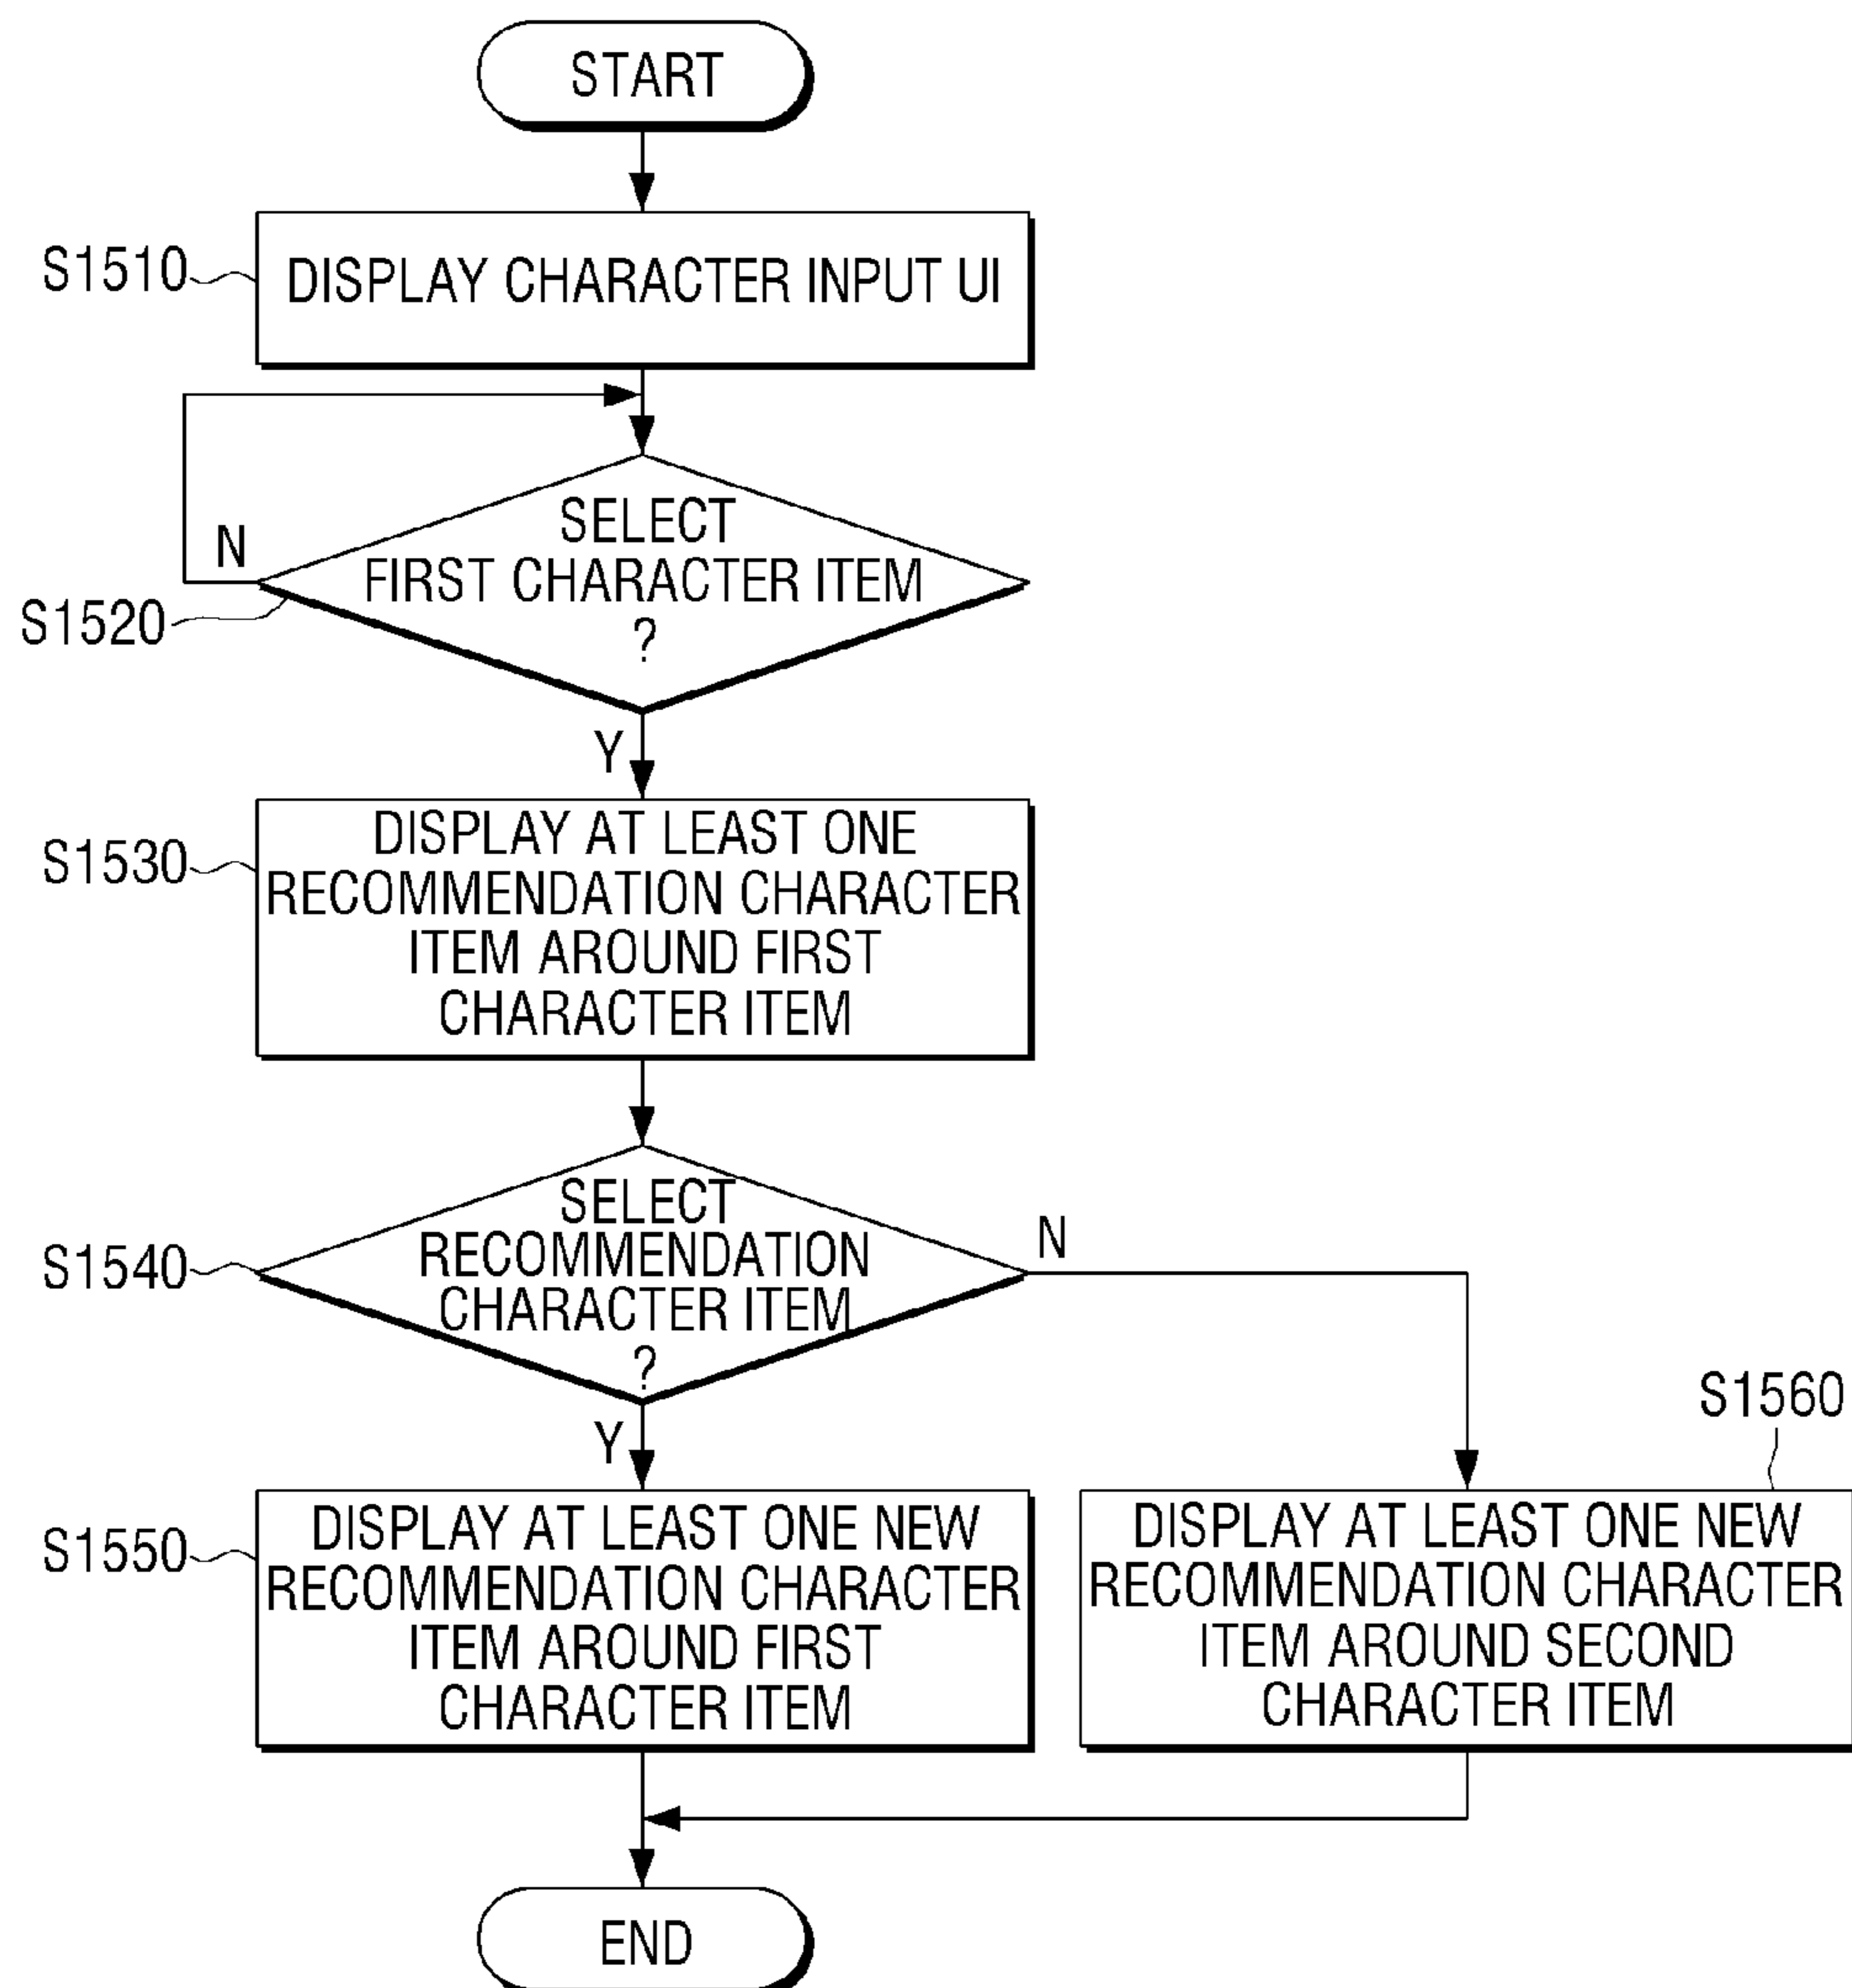 START
S1510
DISPLAY CHARACTER INPUT UI
N
SELECT
FIRST CHARACTER ITEM
?
S1520
Y
S1530
DISPLAY AT LEAST ONE
RECOMMENDATION CHARACTER
ITEM AROUND FIRST
CHARACTER ITEM
S1540
SELECT
RECOMMENDATION
CHARACTER ITEM
?
N
Y
S1560
S1550
DISPLAY AT LEAST ONE NEW
RECOMMENDATION CHARACTER
ITEM AROUND FIRST
CHARACTER ITEM
DISPLAY AT LEAST ONE NEW
RECOMMENDATION CHARACTER
ITEM AROUND SECOND
CHARACTER ITEM
END